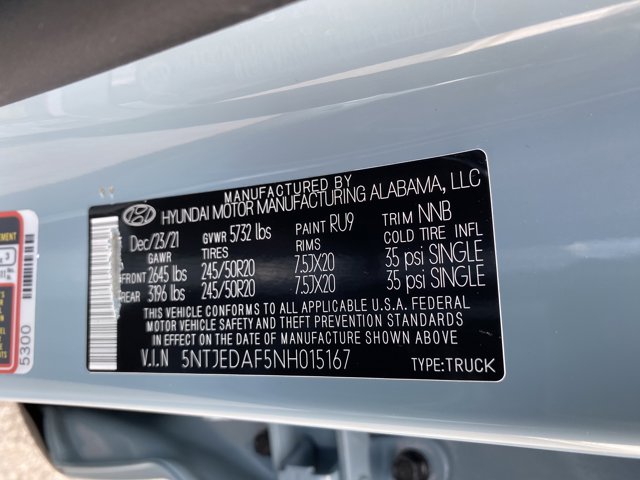 MANUFACTURED BY
HYUNDAI MOTOR MANUFACTURING ALABAMA, LLC
Dec/23/21 GVWR 5732 lbs PAINT RU9 TRIM NNB
GAWR TIRES RIMS COLD TIRE INFL
FRONT 2645 lbs 245/50R20 7.5JX20 35 psi SINGLE
REAR 3196 lbs 245/50R20 7.5JX20 35 psi SINGLE
THIS VEHICLE CONFORMS TO ALL APPLICABLE U.S.A. FEDERAL
MOTOR VEHICLE SAFETY AND THEFT PREVENTION STANDARDS
IN EFFECT ON THE DATE OF MANUFACTURE SHOWN ABOVE.
V.I.N 5NTJEDAF5NH015167 TYPE:TRUCK
5300